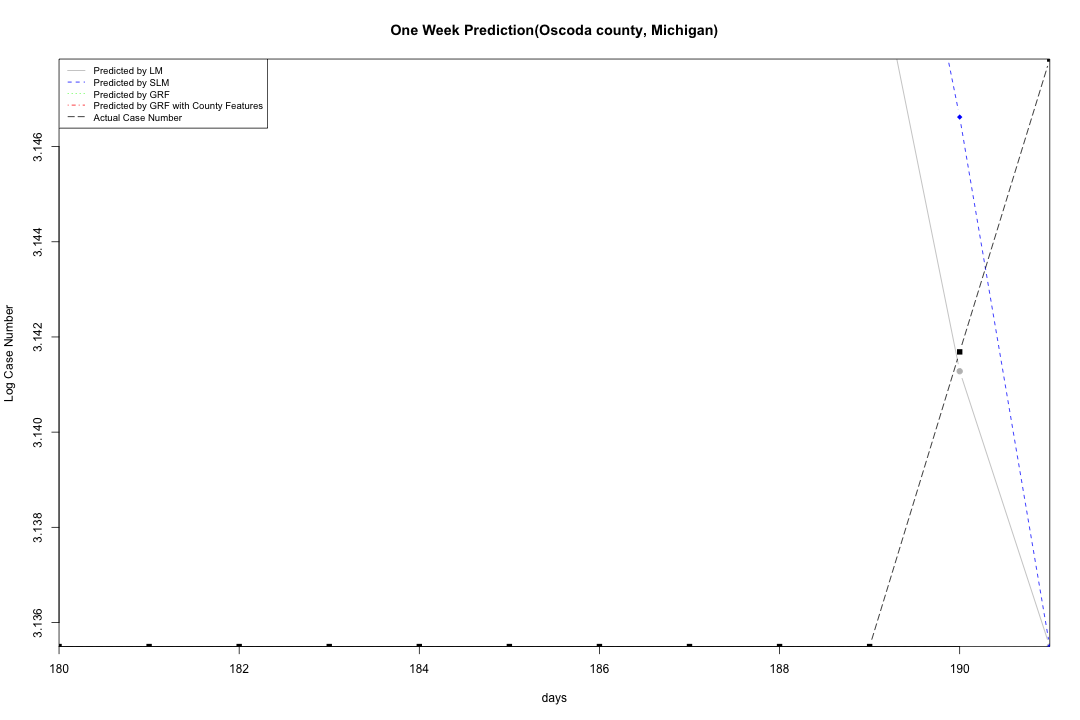 One Week Prediction(Oscoda county, Michigan)
Predicted by LM
Predicted by SLM
Predicted by GRF
Predicted by GRF with County Features
Actual Case Number
Log Case Number
3.146
3.144
3.142
3.140
3.138
3.136
180 182 184 186 188 190
days